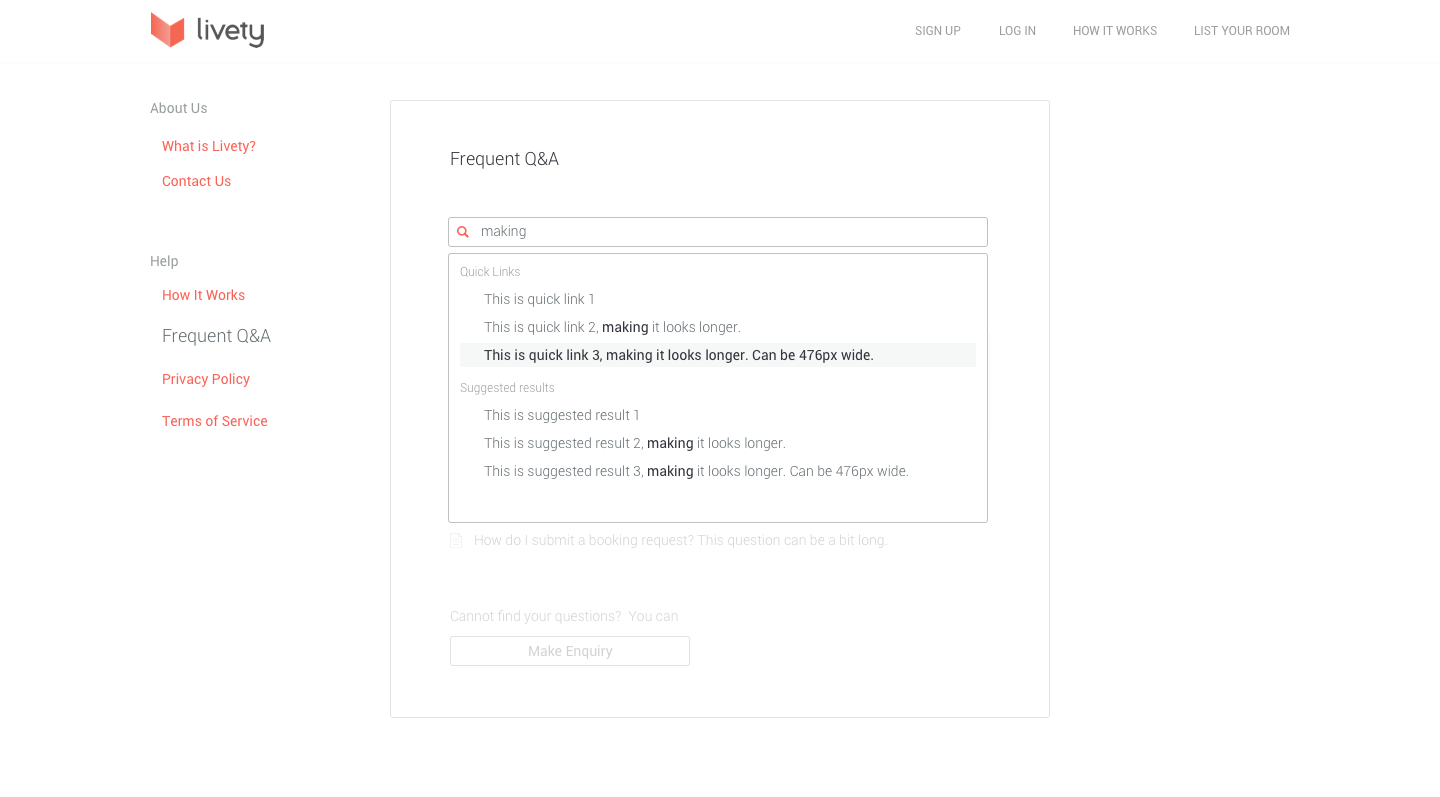 livety
SIGN UP
LOG IN
HOW IT WORKS
LIST YOUR ROOM
About Us
What is Livety?
Contact Us
Help
How It Works
Frequent Q&A
Privacy Policy
Terms of Service
Frequent Q&A
making
Quick Links
This is quick link 1
This is quick link 2, making it looks longer.
This is quick link 3, making it looks longer. Can be 476px wide.
Suggested results
This is suggested result 1
This is suggested result 2, making it looks longer.
This is suggested result 3, making it looks longer. Can be 476px wide.
How do I submit a booking request? This question can be a bit long.
Cannot find your questions?  You can
Make Enquiry